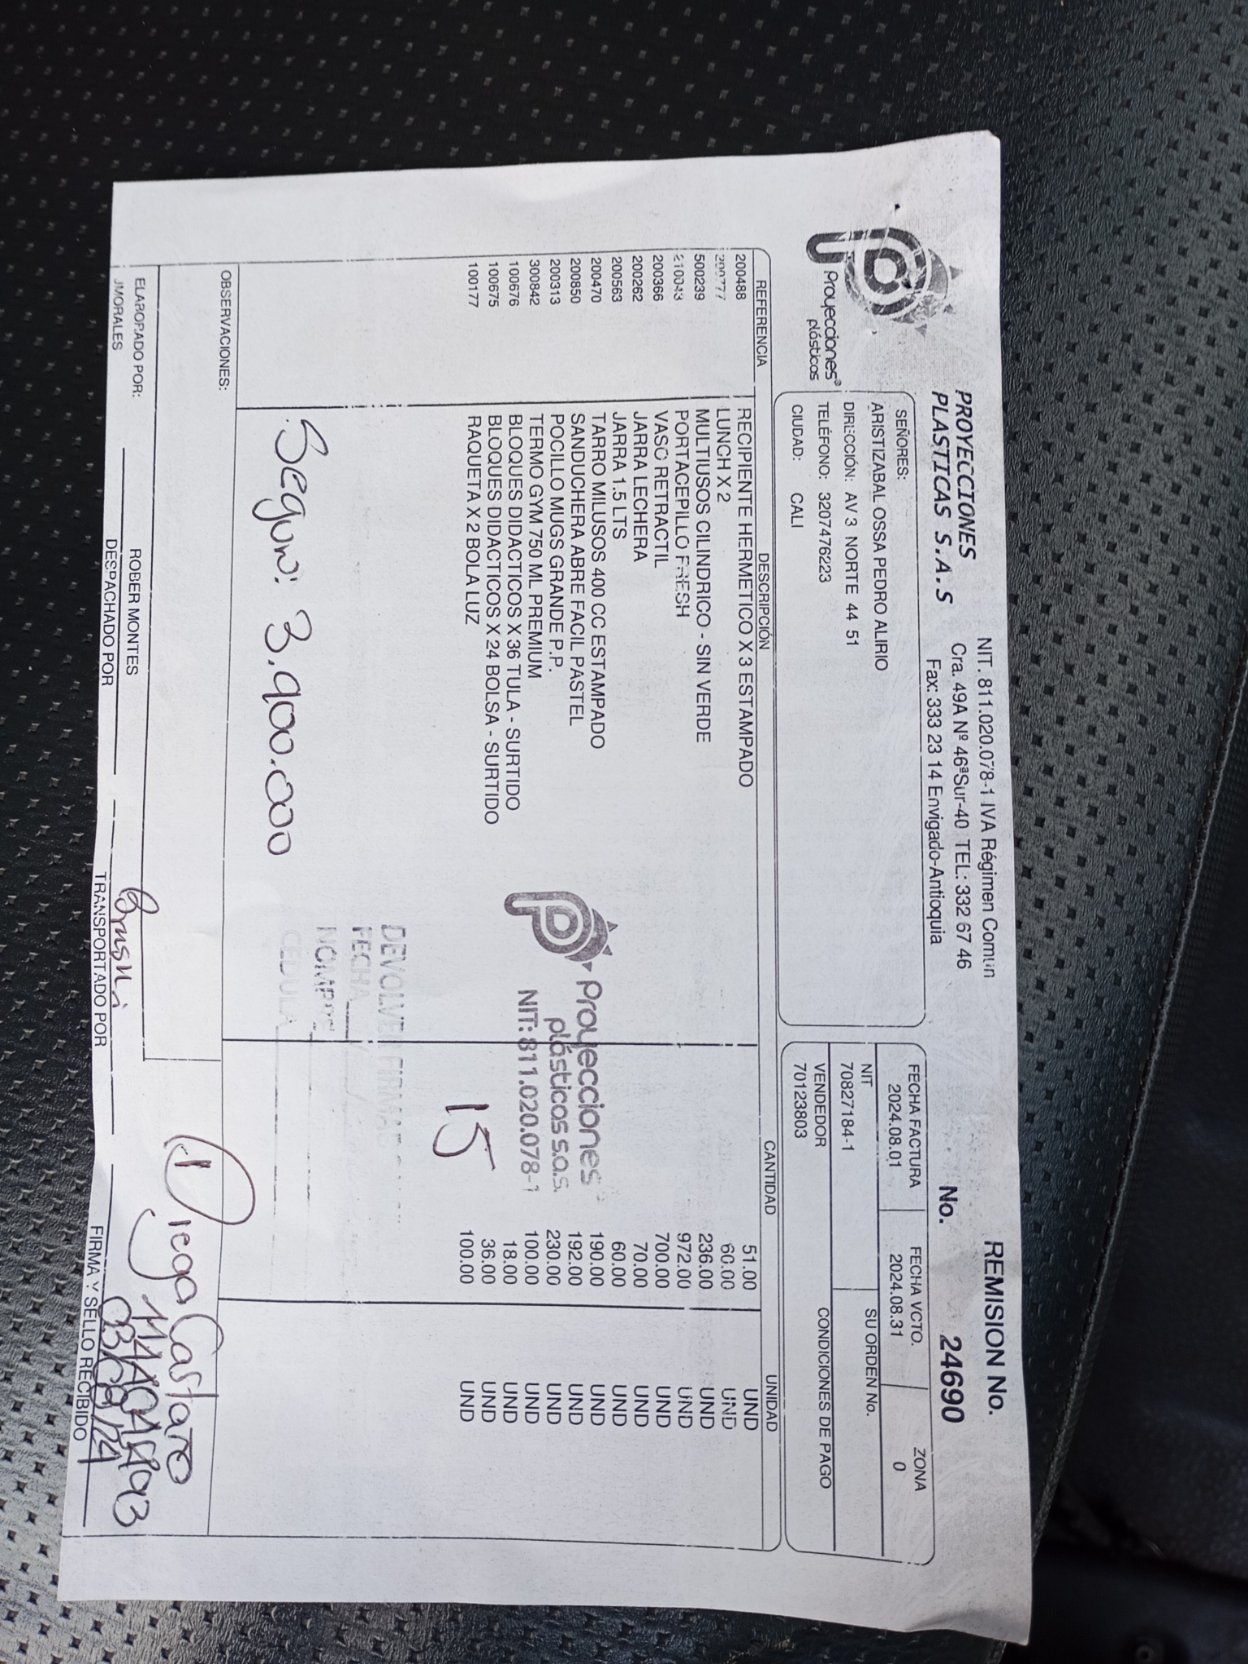 Proyecciones
plásticos
PROYECCIONES
PLASTICAS S.A.S
NIT. 811.020.078-1 IVA Régimen Común
Cra. 49A Nº 46ªSur-40 TEL: 332 67 46
Fax: 333 23 14 Envigado-Antioquia
REMISION No.
No. 24690
SEÑORES:
ARISTIZABAL OSSA PEDRO ALIRIO
DIRECCIÓN: AV 3 NORTE 44 51
TELÉFONO: 3207476223
CIUDAD: CALI
FECHA FACTURA FECHA VCTO. ZONA
2024.08.01 2024.08.31 0
NIT SU ORDEN No.
70827184-1
VENDEDOR CONDICIONES DE PAGO
70123803
REFERENCIA DESCRIPCIÓN CANTIDAD UNIDAD
200488 RECIPIENTE HERMETICO X 3 ESTAMPADO 51.00 UND
LUNCH X 2 60.00 UND
500299 MULTIUSOS CILINDRICO - SIN VERDE 236.00 UND
PORTACEPILLO FRESH 972.00 UND
200366 VASO RETRACTIL 700.00 UND
200262 JARRA LECHERA 70.00 UND
200563 JARRA 1.5 LTS 60.00 UND
200470 TARRO MILUSOS 400 CC ESTAMPADO 190.00 UND
200850 SANDUCHERA ABRE FACIL PASTEL 192.00 UND
200313 POCILLO MUGS GRANDE P.P. 230.00 UND
300842 TERMO GYM 750 ML PREMIUM 100.00 UND
100676 BLOQUES DIDACTICOS X 36 TULA - SURTIDO 18.00 UND
100675 BLOQUES DIDACTICOS X 24 BOLSA - SURTIDO 36.00 UND
100177 RAQUETA X 2 BOLA LUZ 100.00 UND
Proyecciones
plásticos s.a.s.
NIT: 811.020.078-1
15
DEVOLVER
FECHA
CEDULA
Seguro: 3,900.000
OBSERVACIONES:
ELABORADO POR:
JMORALES
ROBER MONTES
DESPACHADO POR
TRANSPORTADO POR
Diego Castaño
FIRMA Y SELLO RECIBIDO